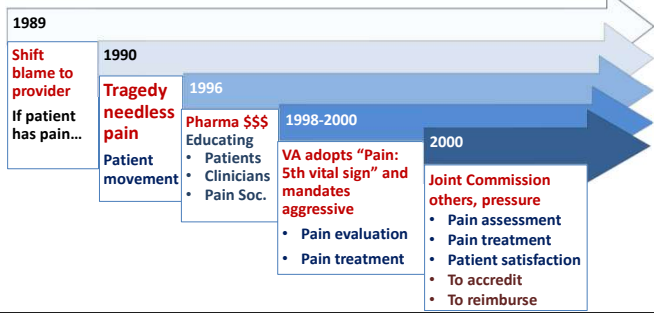 1989
Shift
blame to
provider
If patient
has pain…
1990
Tragedy
needless
pain
Patient
movement
1996
Pharma $$$
Educating
• Patients
• Clinicians
• Pain Soc.
1998-2000
VA adopts “Pain:
5th vital sign” and
mandates
aggressive
• Pain evaluation
• Pain treatment
2000
Joint Commission
others, pressure
• Pain assessment
• Pain treatment
• Patient satisfaction
• To accredit
• To reimburse